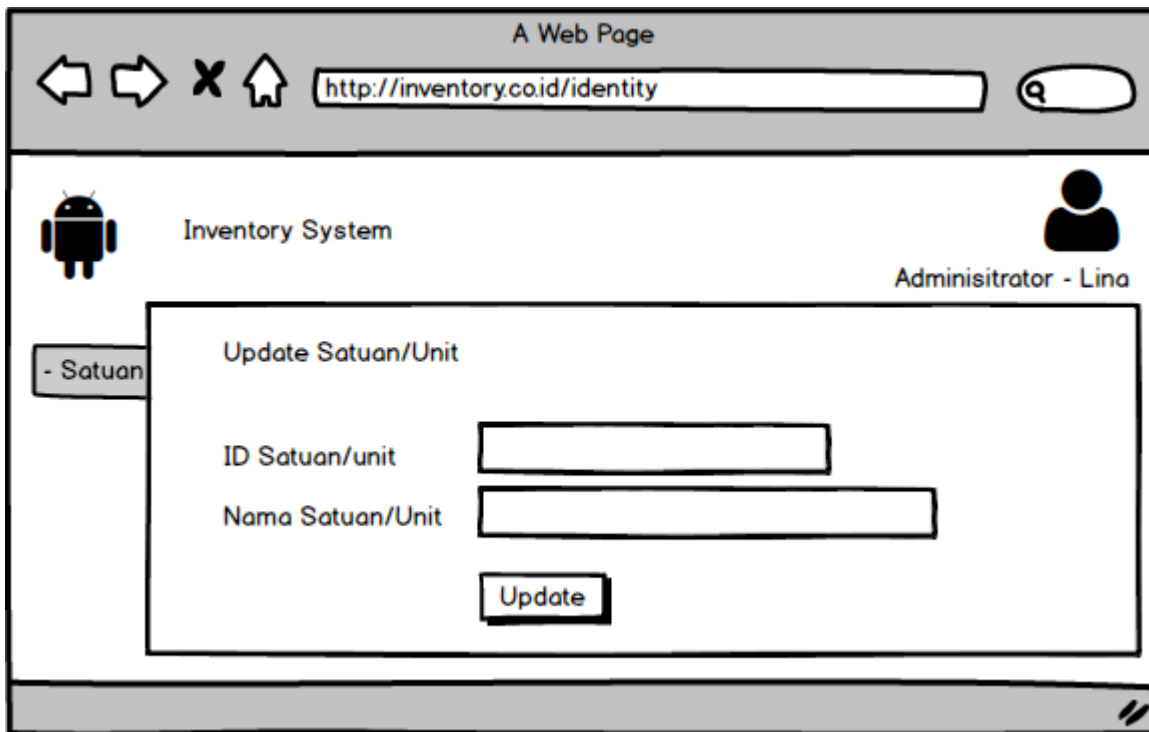 A Web Page
http://inventory.co.id/identity
Inventory System
Adminisitrator - Lina
- Satuan
Update Satuan/Unit
ID Satuan/unit
Nama Satuan/Unit
Update